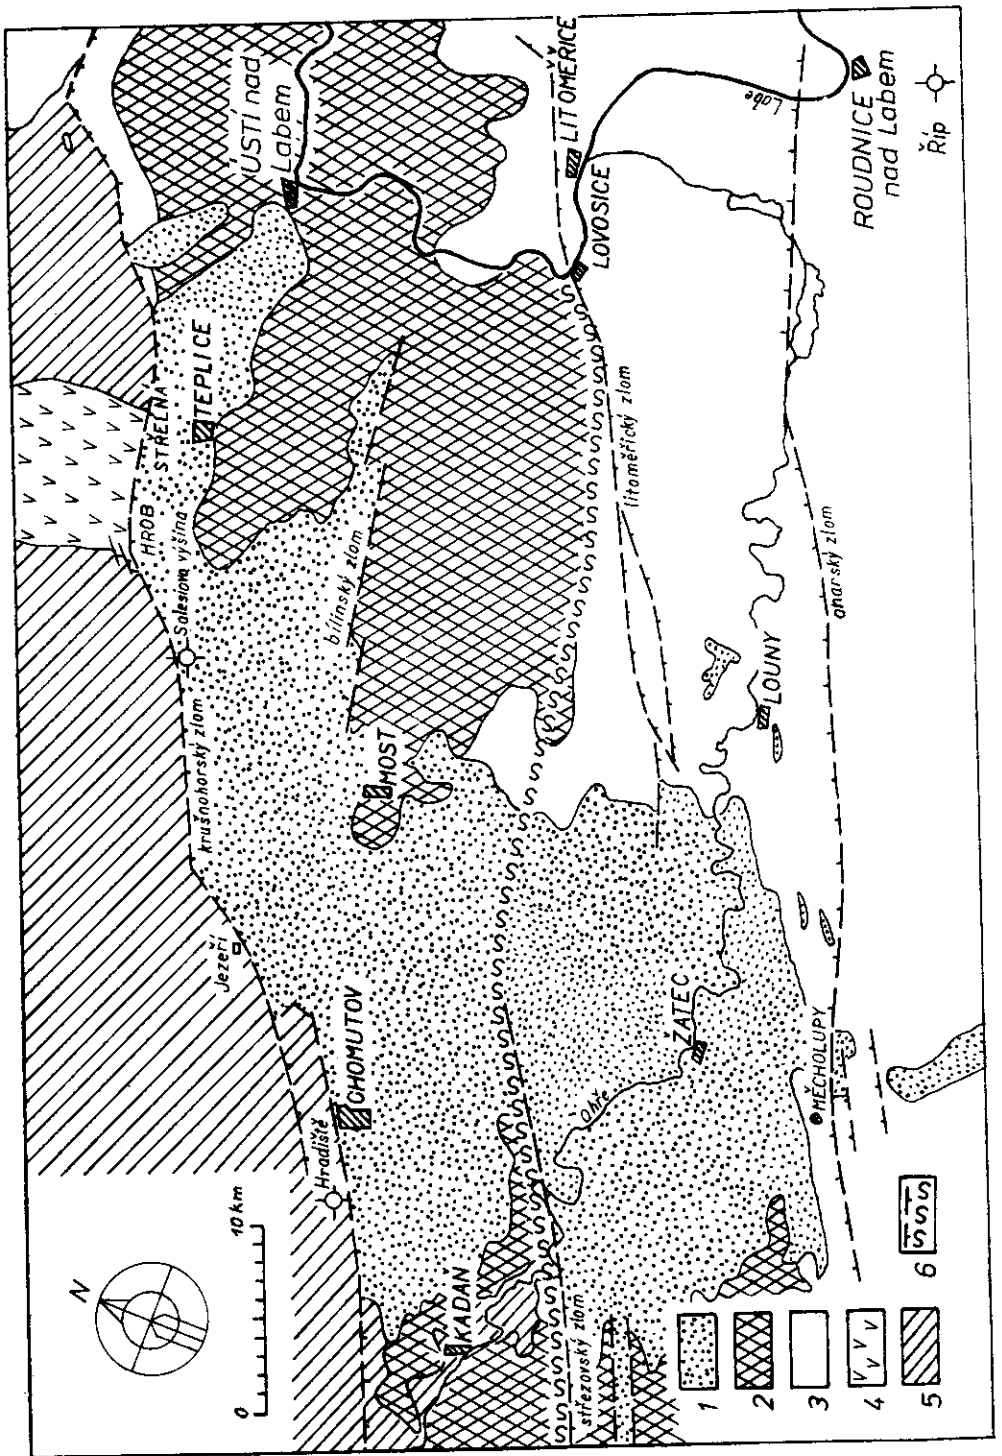 N
0 10 km
ÚSTÍ nad
Labem
LITOMĚŘICE
Labe
ROUDNICE
nad Labem
Říp
LOVOSICE
TEPLICE
STŘELNÁ
HROB
Salesiova výšina
bílinský zlom
litoměřický zlom
oharský zlom
LOUNY
krušnohorský zlom
MOST
Jezeří
CHOMUTOV
Hradiště
ŽATEC
Ohře
MĚCHOLUPY
KADAŇ
střezovský zlom
1
2
3
4
5
6